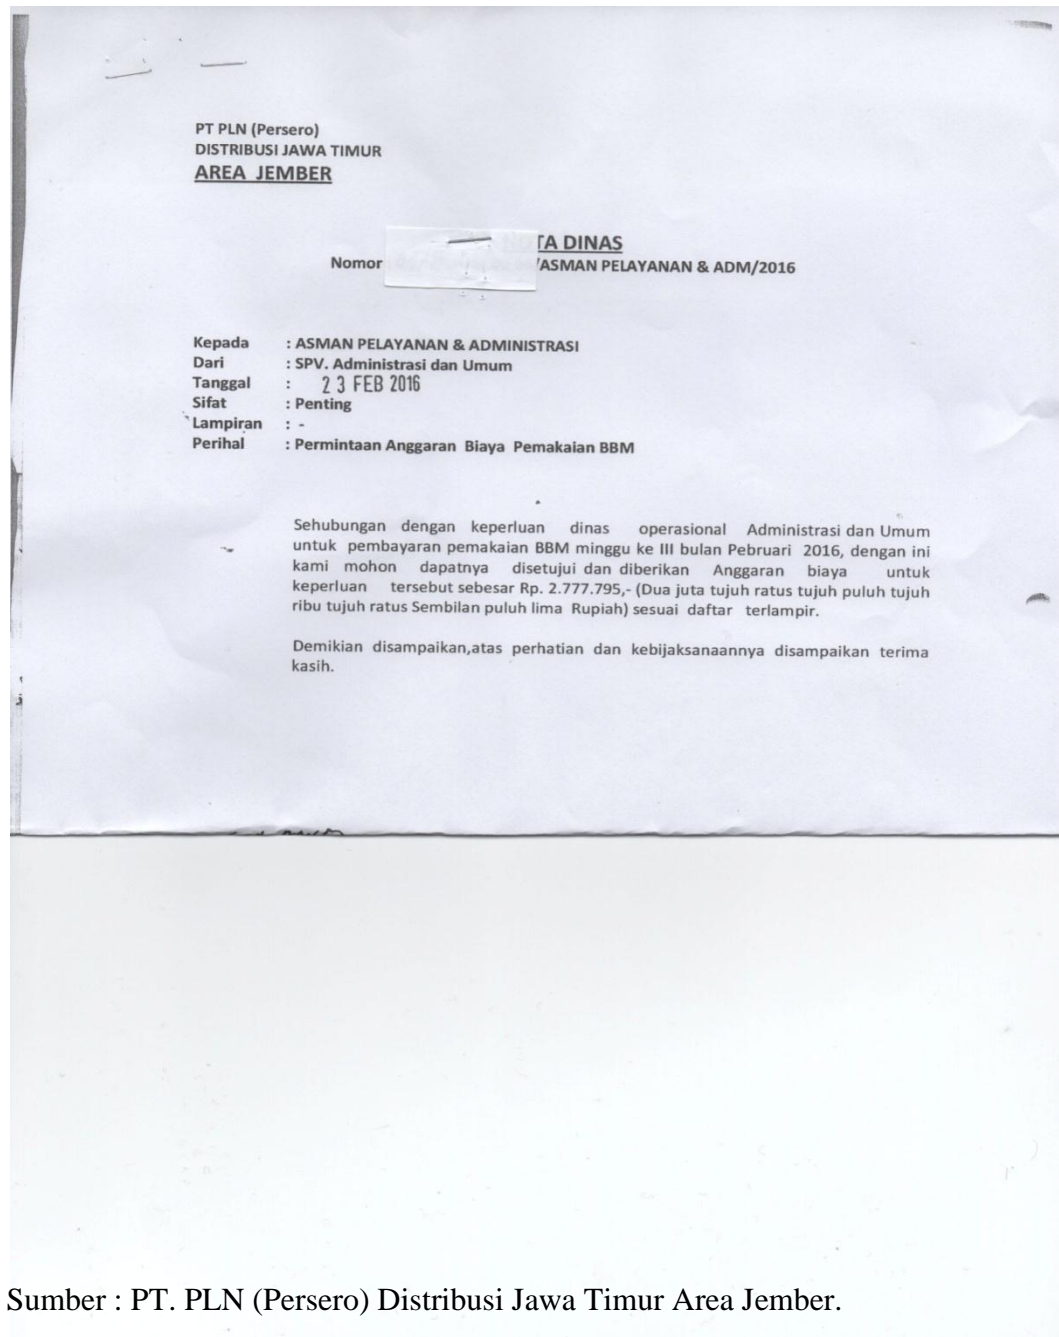 PT PLN (Persero)
DISTRIBUSI JAWA TIMUR
AREA JEMBER
TA DINAS
Nomor /ASMAN PELAYANAN & ADM/2016
Kepada : ASMAN PELAYANAN & ADMINISTRASI
Dari : SPV. Administrasi dan Umum
Tanggal : 23 FEB 2016
Sifat : Penting
Lampiran : -
Perihal : Permintaan Anggaran Biaya Pemakaian BBM
Sehubungan dengan keperluan dinas operasional Administrasi dan Umum
untuk pembayaran pemakaian BBM minggu ke III bulan Pebruari 2016, dengan ini
kami mohon dapatnya disetujui dan diberikan Anggaran biaya untuk
keperluan tersebut sebesar Rp. 2.777.795,- (Dua juta tujuh ratus tujuh puluh tujuh
ribu tujuh ratus Sembilan puluh lima Rupiah) sesuai daftar terlampir.
Demikian disampaikan,atas perhatian dan kebijaksanaannya disampaikan terima
kasih.
Sumber : PT. PLN (Persero) Distribusi Jawa Timur Area Jember.